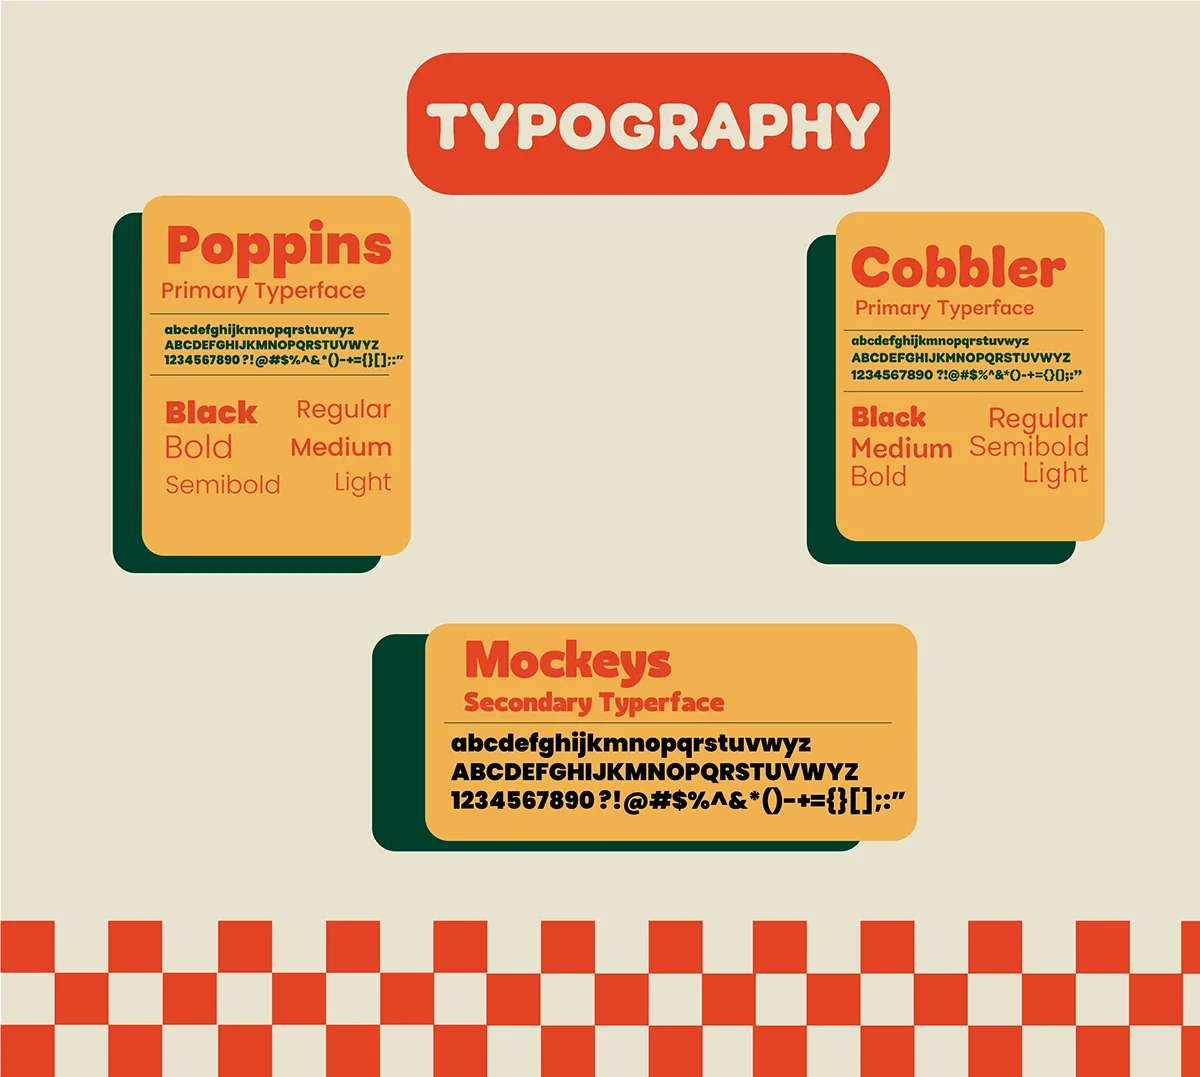 TYPOGRAPHY
Poppins
Primary Typerface
abcdefghijkmnopqrstuvwyz
ABCDEFGHIJKMNOPQRSTUVWYZ
1234567890?!@#$%^&*()-+={}[];:”
Black
Regular
Bold
Medium
Semibold
Light
Cobbler
Primary Typerface
abcdefghijkmnopqrstuvwyz
ABCDEFGHIJKMNOPQRSTUVWYZ
1234567890 ?!@#$%^&*()-+={}[];:”
Black
Regular
Medium
Semibold
Bold
Light
Mockeys
Secondary Typerface
abcdefghijkmnopqrstuvwyz
ABCDEFGHIJKMNOPQRSTUVWYZ
1234567890?!@#$%^&*()-+={}[];:”